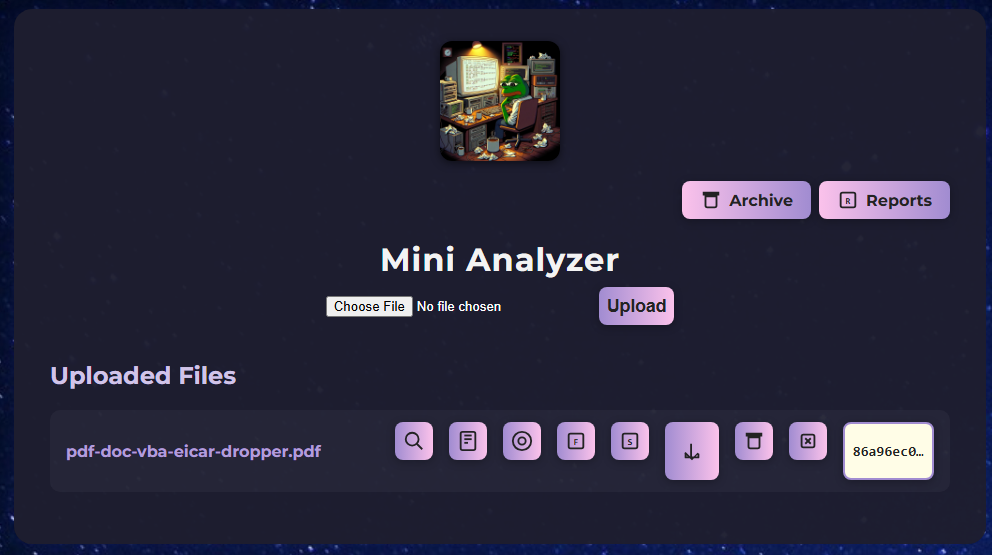 Archive
Reports
Mini Analyzer
Choose File No file chosen
Upload
Uploaded Files
pdf-doc-vba-eicar-dropper.pdf
F
S
86a96ec0…